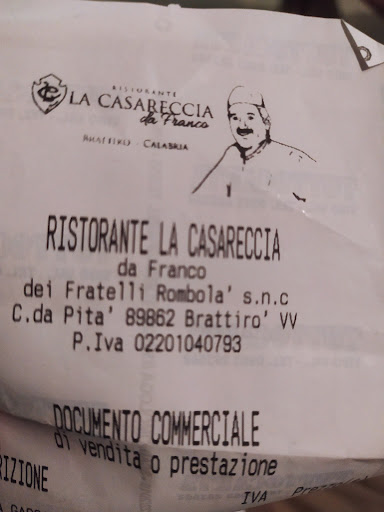 RISTORANTE
LA CASARECCIA
da Franco
BRATTIRO - CALABRIA
RISTORANTE LA CASARECCIA
da Franco
dei Fratelli Rombola' s.n.c
C.da Pita' 89862 Brattiro' VV
P.Iva 02201040793
DOCUMENTO COMMERCIALE
di vendita o prestazione
RIZIONE
IVA